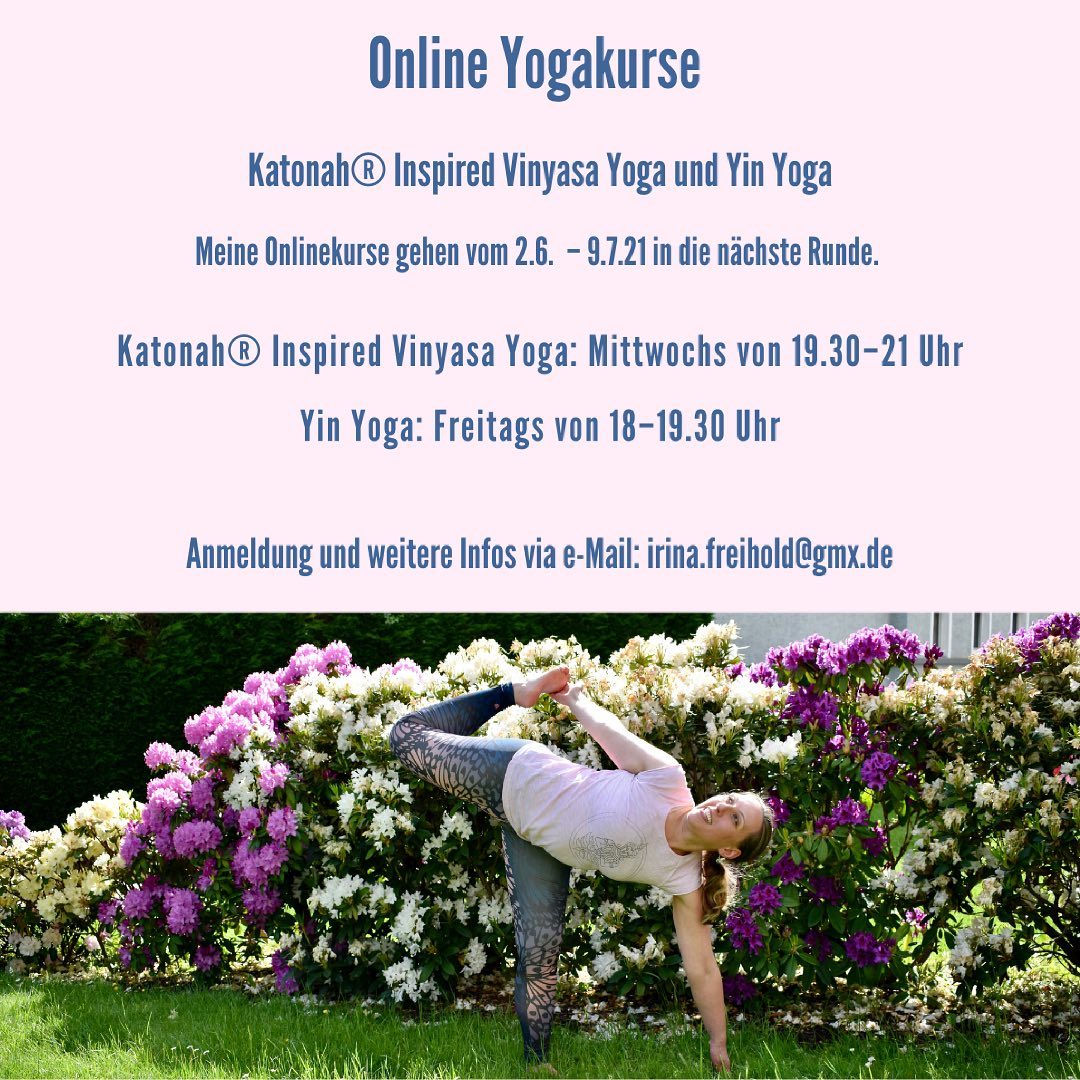 Online Yogakurse
Katonah® Inspired Vinyasa Yoga und Yin Yoga
Meine Onlinekurse gehen vom 2.6. – 9.7.21 in die nächste Runde.
Katonah® Inspired Vinyasa Yoga: Mittwochs von 19.30–21 Uhr
Yin Yoga: Freitags von 18–19.30 Uhr
Anmeldung und weitere Infos via e-Mail: irina.freihold@gmx.de